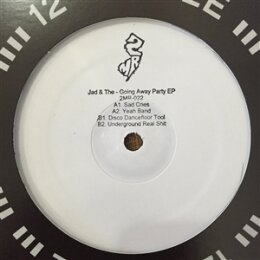 12
2MR
Jad & The - Going Away Party EP
2MR-022
A1. Sad Cries
A2. Yeah Band
B1. Disco Dancefloor Tool
B2. Underground Real Shit